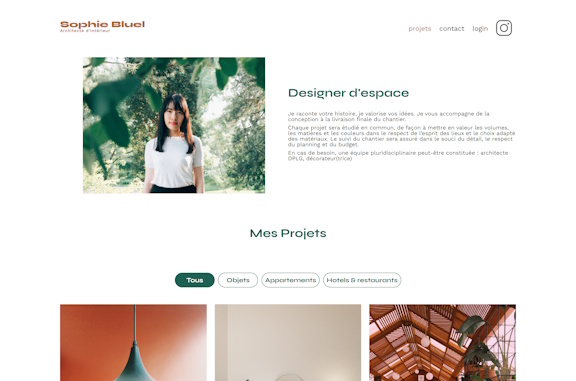 Sophie Bluel
Architecte d'intérieur
projets contact login
Designer d'espace
Je raconte votre histoire, je valorise vos idées. Je vous accompagne de la
conception à la livraison finale du chantier.
Chaque projet sera étudié en commun, de façon à mettre en valeur les volumes,
les matières et les couleurs dans le respect de l'esprit des lieux et le choix adapté
des matériaux. Le suivi du chantier sera assuré dans le souci du détail, le respect
du planning et du budget.
En cas de besoin, une équipe pluridisciplinaire peut-être constituée : architecte
DPLG, décorateur(trice)
Mes Projets
Tous Objets Appartements Hotels & restaurants